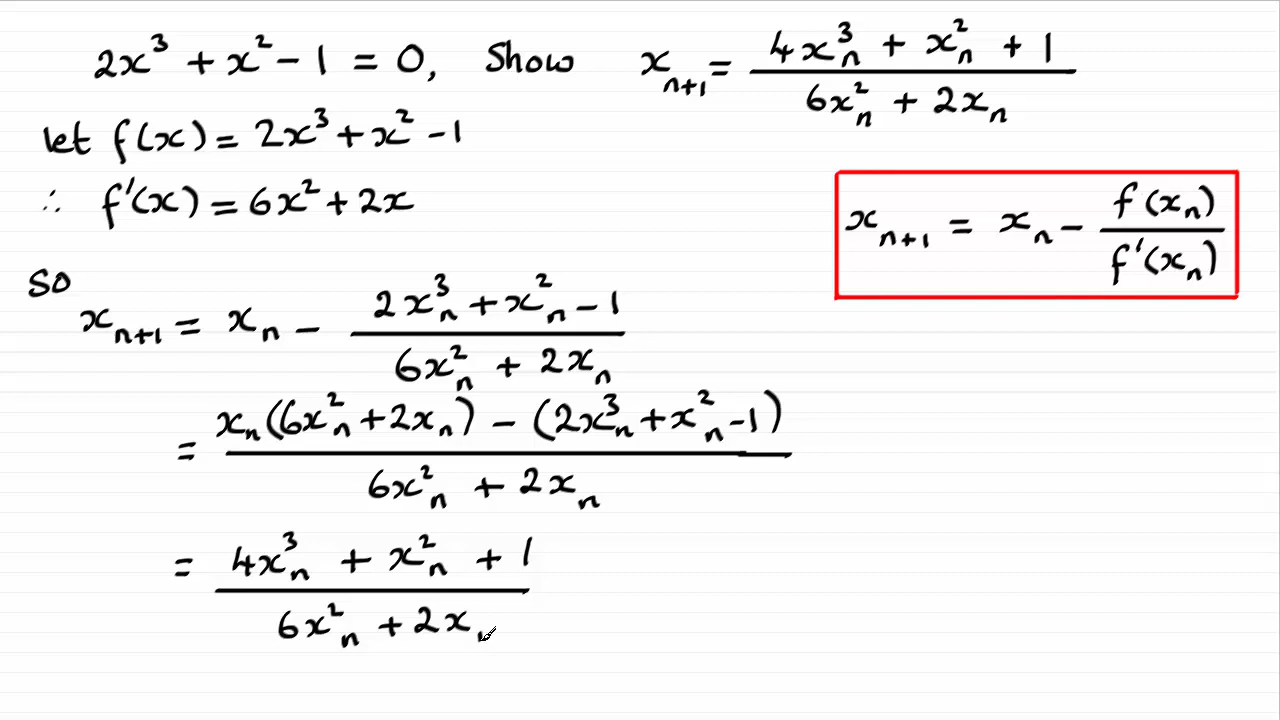 2x³ + x² - 1 = 0, Show xₙ₊₁ = (4xₙ³ + xₙ² + 1) / (6xₙ² + 2xₙ)
let f(x) = 2x³ + x² - 1
∴ f'(x) = 6x² + 2x
xₙ₊₁ = xₙ - f(xₙ) / f'(xₙ)
So
xₙ₊₁ = xₙ - (2xₙ³ + xₙ² - 1) / (6xₙ² + 2xₙ)
= (xₙ(6xₙ² + 2xₙ) - (2xₙ³ + xₙ² - 1)) / (6xₙ² + 2xₙ)
= (4xₙ³ + xₙ² + 1) / (6xₙ² + 2x